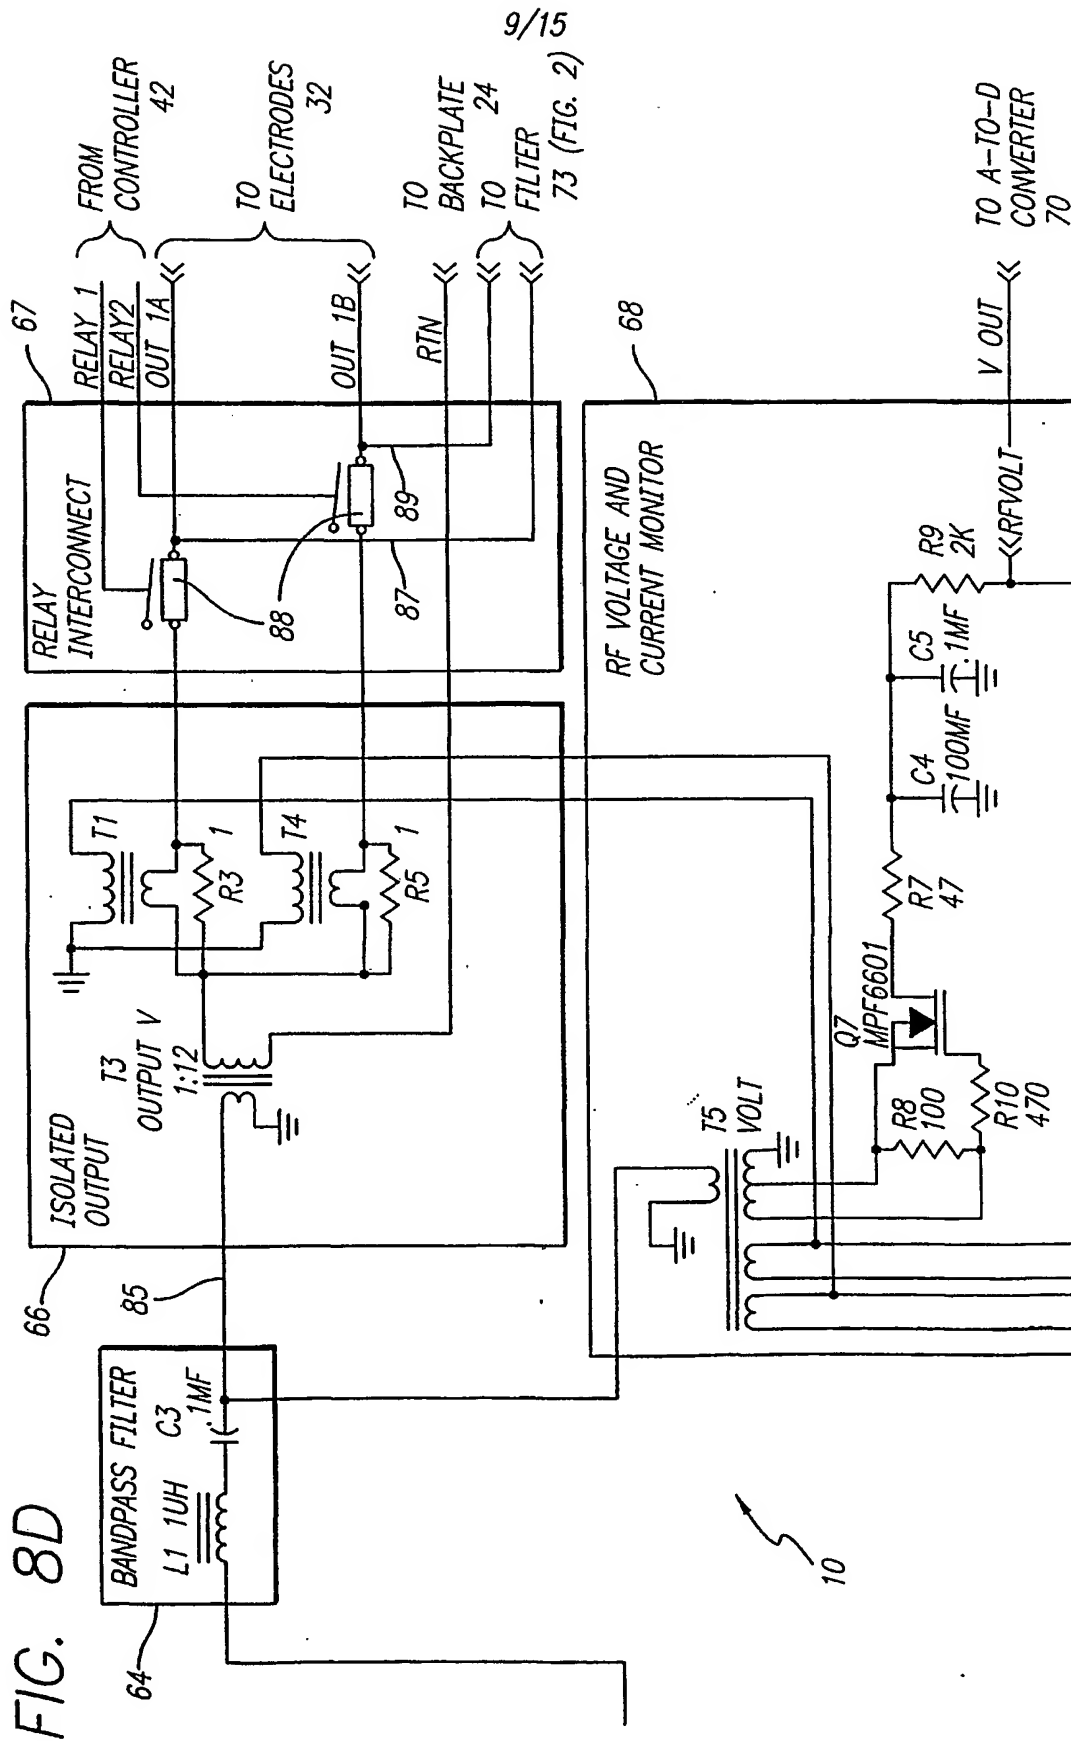 9/15
FIG. 8D
64
BANDPASS FILTER
L1 1UH
C3
.1MF
85
66
ISOLATED
OUTPUT
T3
OUTPUT V
1:12
T1
R3
1
T4
R5
1
67
RELAY
INTERCONNECT
88
87
89
RELAY 1
RELAY2
OUT 1A
OUT 1B
RTN
FROM
CONTROLLER
42
TO
ELECTRODES
32
TO
BACKPLATE
24
TO
FILTER
73 (FIG. 2)
68
RF VOLTAGE AND
CURRENT MONITOR
T5
VOLT
R8
100
R10
470
Q7
MPF6601
R7
47
C4
100MF
C5
.1MF
R9
2K
RFVOLT
V OUT
TO A-TO-D
CONVERTER
70
10